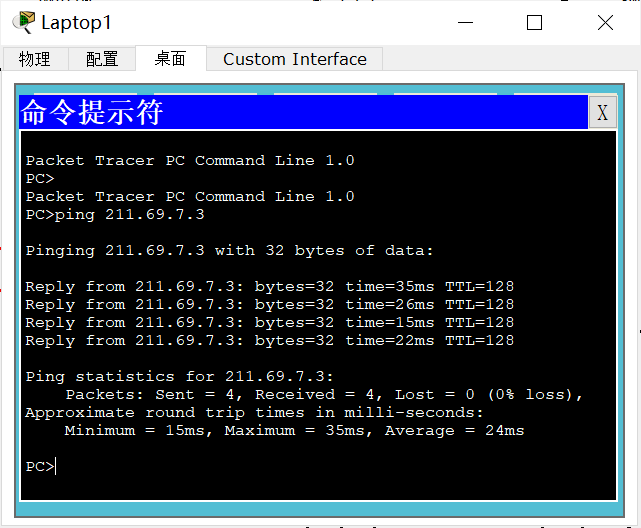 Laptop1
物理 配置 桌面 Custom Interface
命令提示符 X
Packet Tracer PC Command Line 1.0
PC>
Packet Tracer PC Command Line 1.0
PC>ping 211.69.7.3
Pinging 211.69.7.3 with 32 bytes of data:
Reply from 211.69.7.3: bytes=32 time=35ms TTL=128
Reply from 211.69.7.3: bytes=32 time=26ms TTL=128
Reply from 211.69.7.3: bytes=32 time=15ms TTL=128
Reply from 211.69.7.3: bytes=32 time=22ms TTL=128
Ping statistics for 211.69.7.3:
Packets: Sent = 4, Received = 4, Lost = 0 (0% loss),
Approximate round trip times in milli-seconds:
Minimum = 15ms, Maximum = 35ms, Average = 24ms
PC>